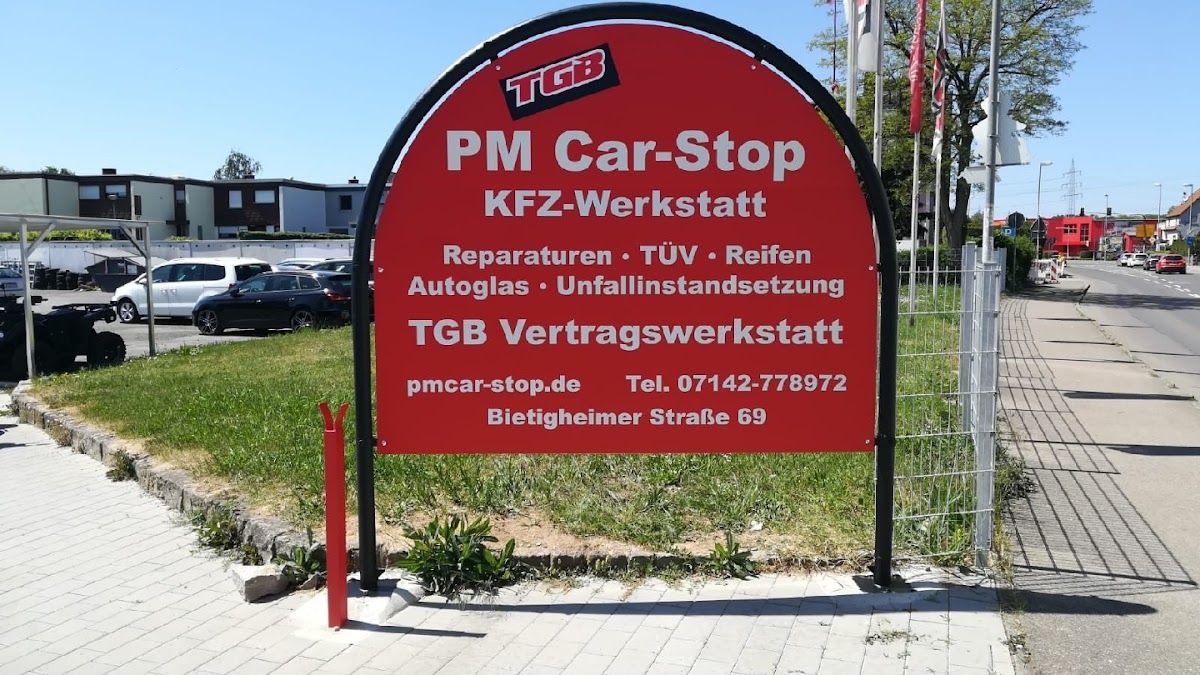 TGB
PM Car-Stop
KFZ-Werkstatt
Reparaturen · TÜV · Reifen
Autoglas · Unfallinstandsetzung
TGB Vertragswerkstatt
pmcar-stop.de Tel. 07142-778972
Bietigheimer Straße 69